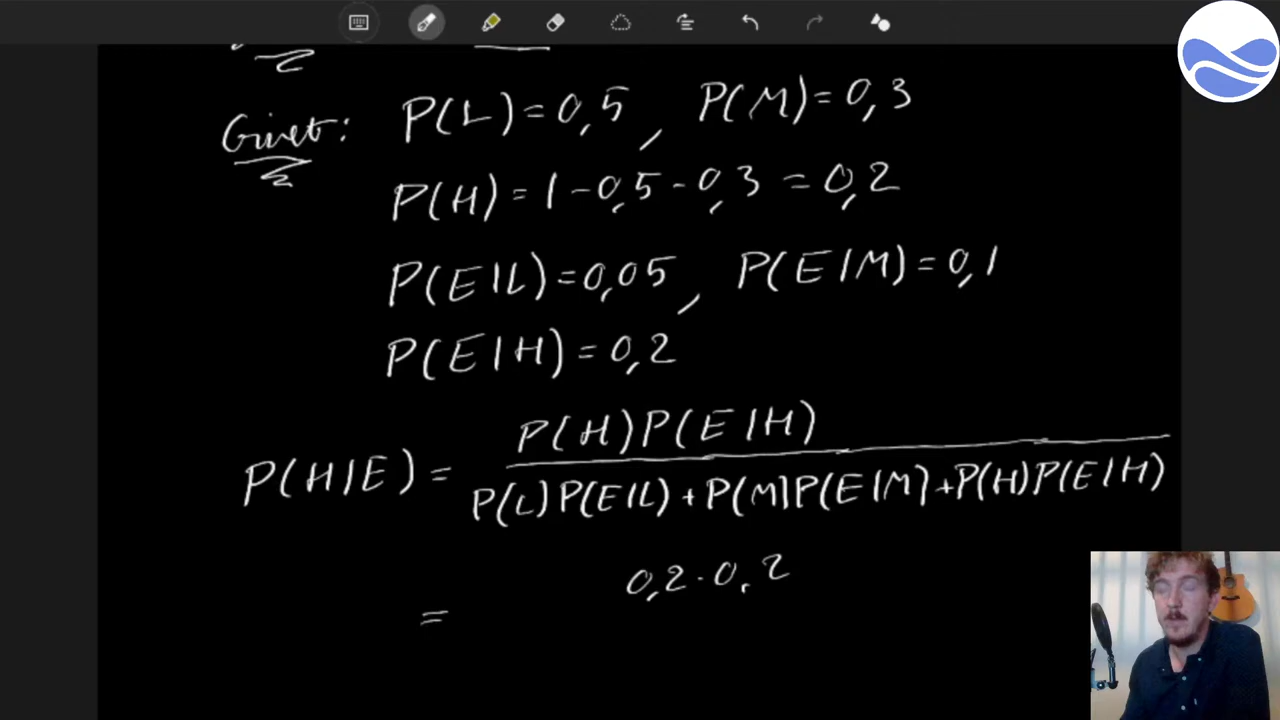 Givet: P(L)=0,5, P(M)=0,3
P(H)=1-0,5-0,3=0,2
P(E|L)=0,05, P(E|M)=0,1
P(E|H)=0,2
P(H)P(E|H)
P(H|E)=
P(L)P(E|L)+P(M)P(E|M)+P(H)P(E|H)
0,2·0,2
=